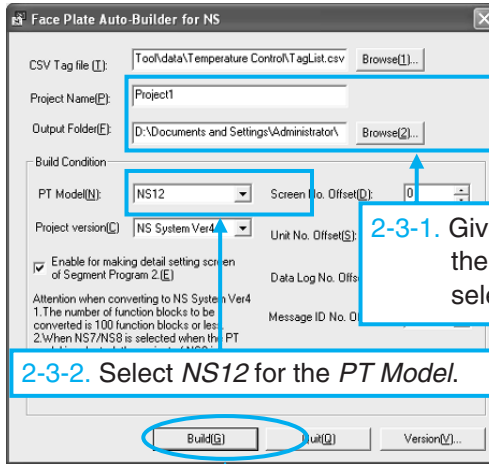 Face Plate Auto-Builder for NS
CSV Tag file (T): Tool\data\Temperature Control\TagList.csv Browse(1)...
Project Name(P): Project1
Output Folder(F): D:\Documents and Settings\Administrator\ Browse(2)...
Build Condition
PT Model(N): NS12 Screen No. Offset(D): 0
Project version(C) NS System Ver4 Unit No. Offset(S):
2-3-1. Giv
the
sele
Enable for making detail setting screen
of Segment Program 2.(E)
Data Log No. Offs
Attention when converting to NS System Ver4
1.The number of function blocks to be
converted is 100 function blocks or less.
2.When NS7/NS8 is selected when the PT
Message ID No. Of
2-3-2. Select NS12 for the PT Model.
Build(G) Quit(Q) Version(V)...